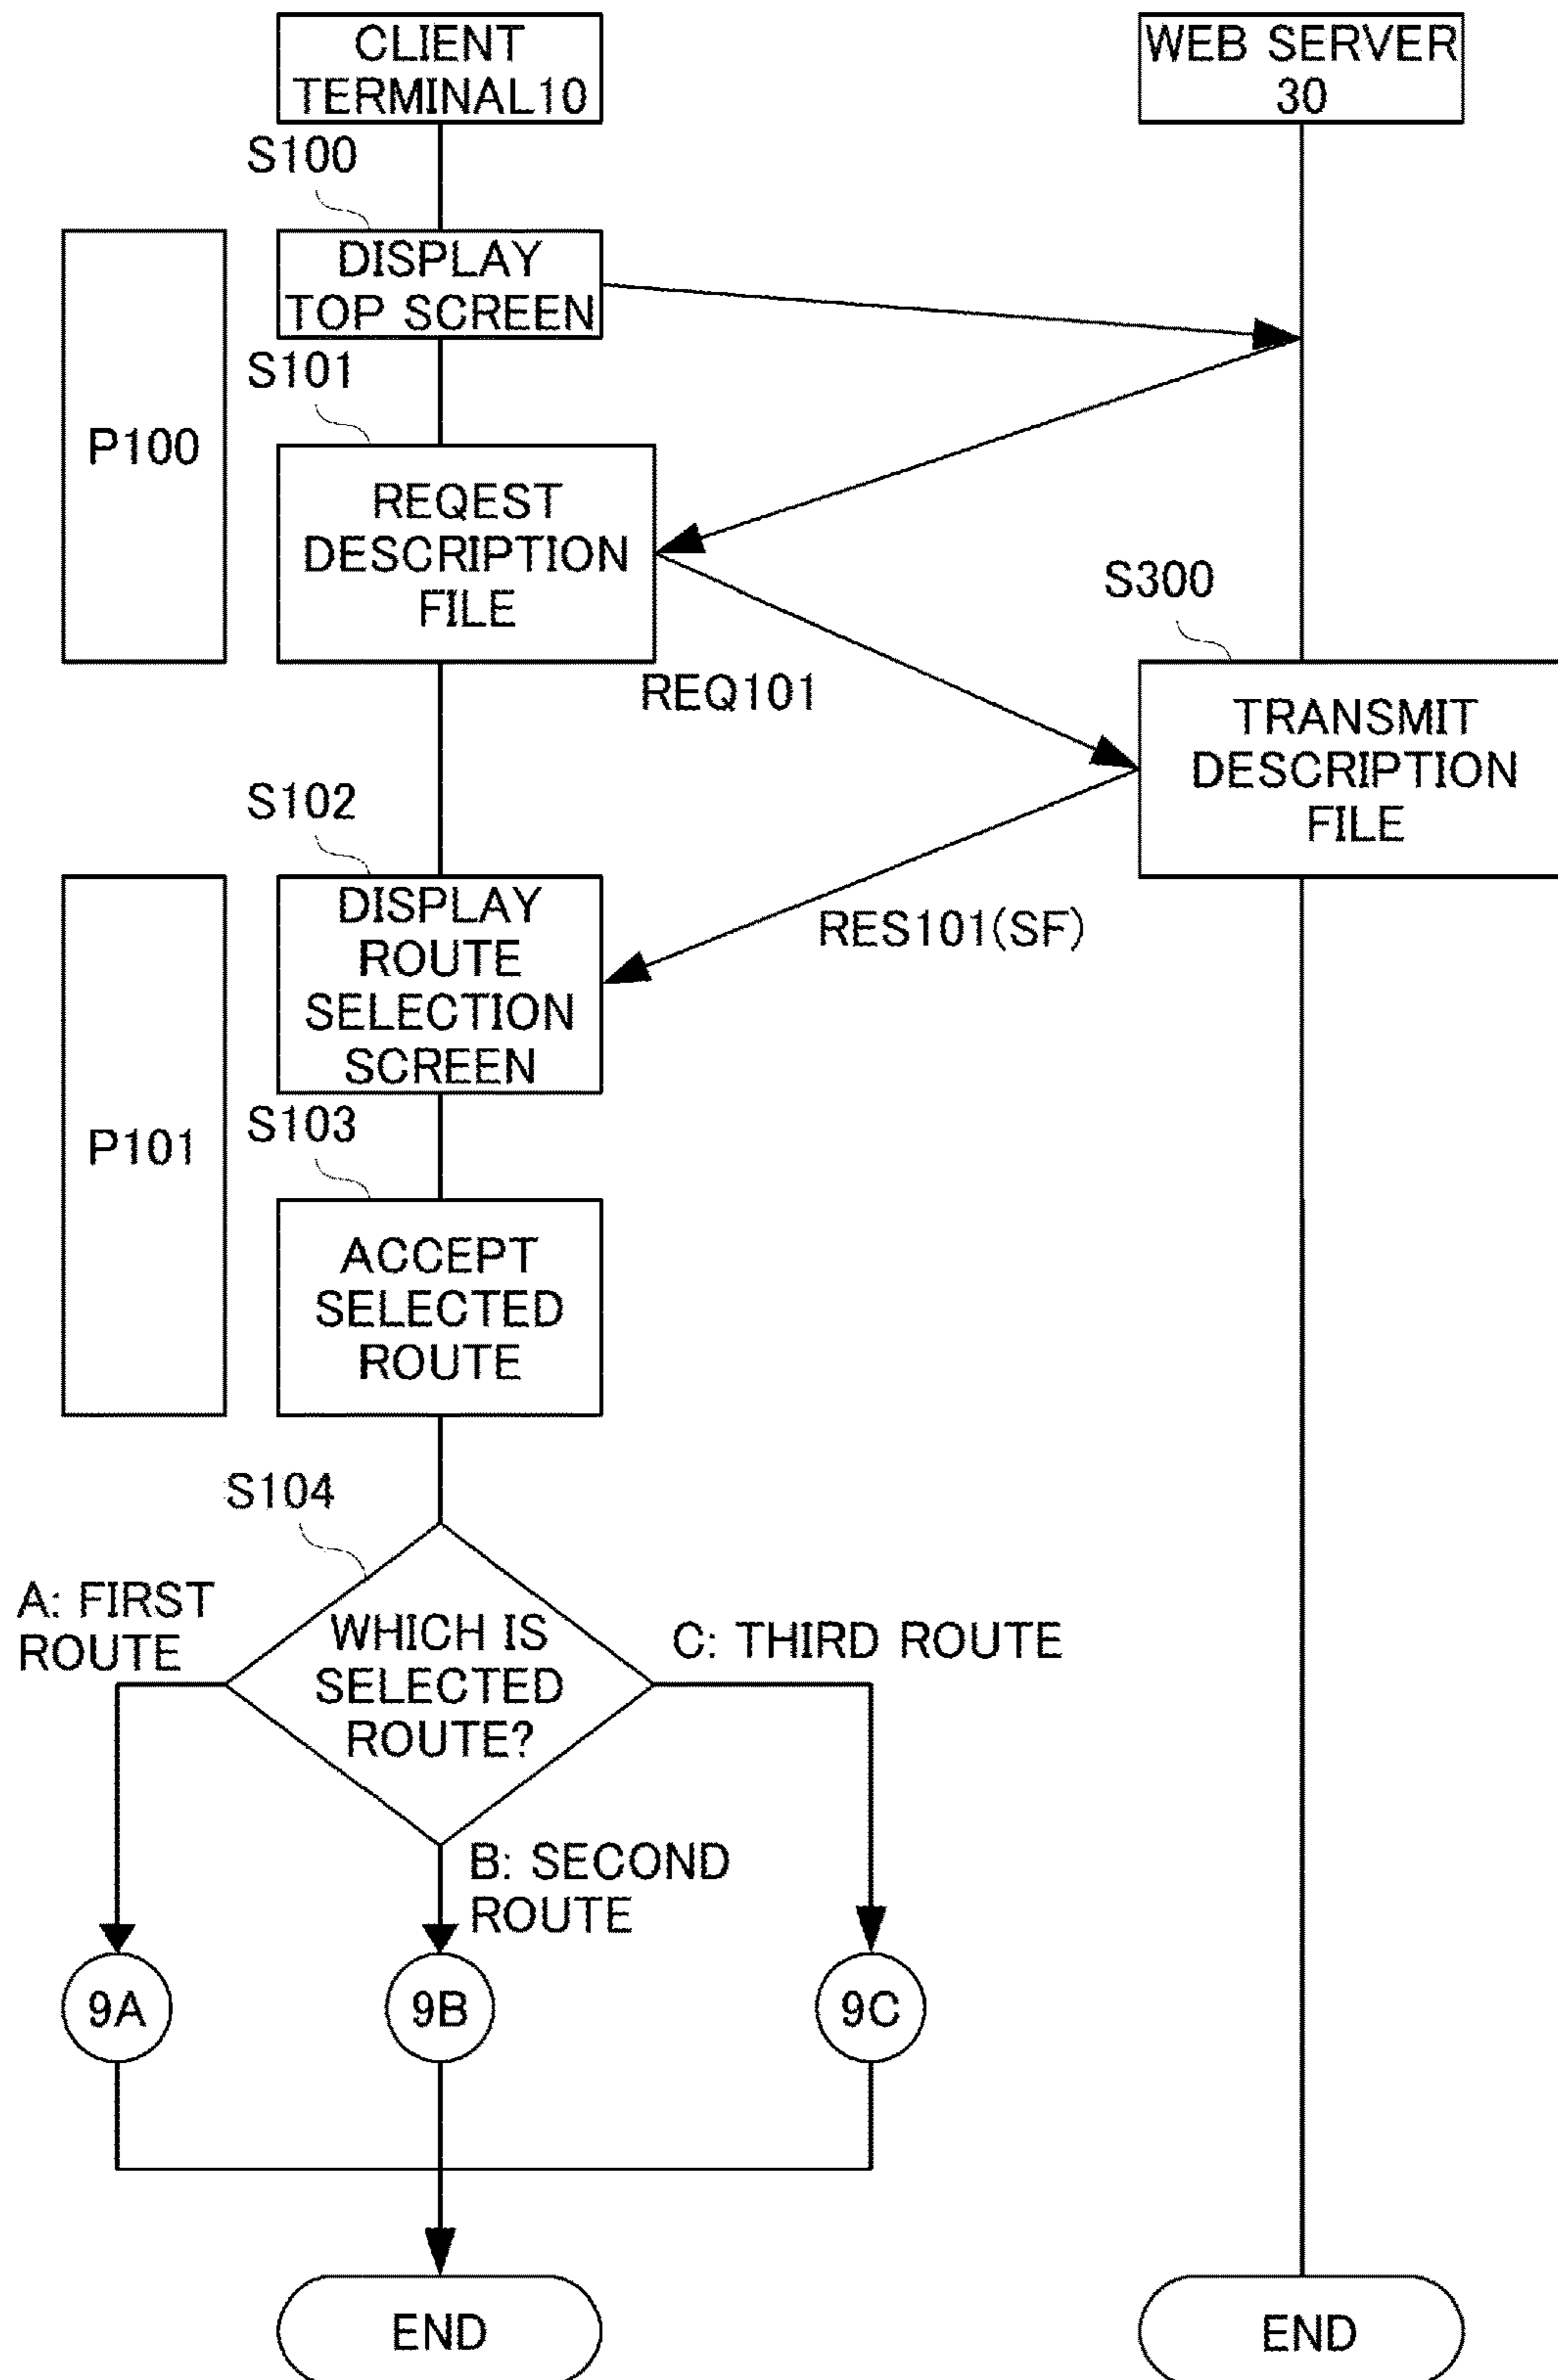 CLIENT
TERMINAL10
WEB SERVER
30
S100
DISPLAY
TOP SCREEN
P100
S101
REQEST
DESCRIPTION
FILE
REQ101
S300
TRANSMIT
DESCRIPTION
FILE
S102
DISPLAY
ROUTE
SELECTION
SCREEN
RES101(SF)
P101
S103
ACCEPT
SELECTED
ROUTE
S104
WHICH IS
SELECTED
ROUTE?
A: FIRST
ROUTE
C: THIRD ROUTE
B: SECOND
ROUTE
9A
9B
9C
END
END